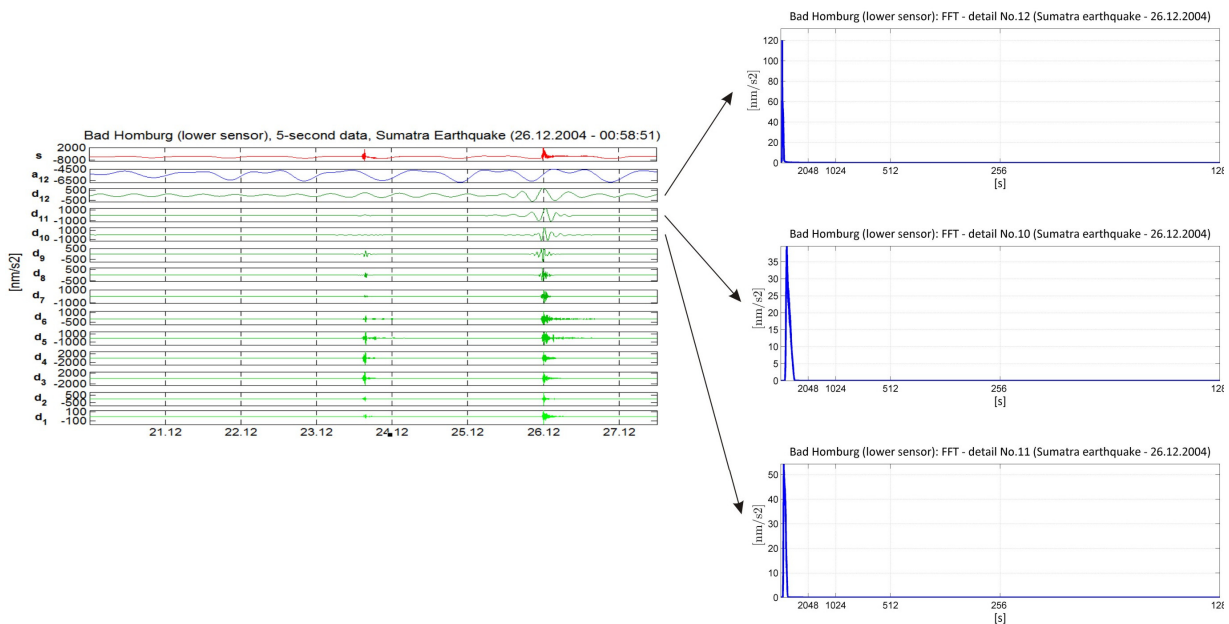 Bad Homburg (lower sensor), 5-second data, Sumatra Earthquake (26.12.2004 - 00:58:51)
[nm/s2]
s 2000 -8000
a12 -4500 -6500
d12 500 -500
d11 1000 -1000
d10 1000 -1000
d9 500 -500
d8 500 -500
d7 1000 -1000
d6 500 -500
d5 1000 -1000
d4 2000 -2000
d3 2000 -2000
d2 500 -500
d1 100 -100
21.12 22.12 23.12 24.12 25.12 26.12 27.12
Bad Homburg (lower sensor): FFT - detail No.12 (Sumatra earthquake - 26.12.2004)
[nm/s2]
120
100
80
60
40
20
0
2048 1024 512 256 128
[s]
Bad Homburg (lower sensor): FFT - detail No.10 (Sumatra earthquake - 26.12.2004)
[nm/s2]
35
30
25
20
15
10
5
0
2048 1024 512 256 128
[s]
Bad Homburg (lower sensor): FFT - detail No.11 (Sumatra earthquake - 26.12.2004)
[nm/s2]
50
40
30
20
10
0
2048 1024 512 256 128
[s]